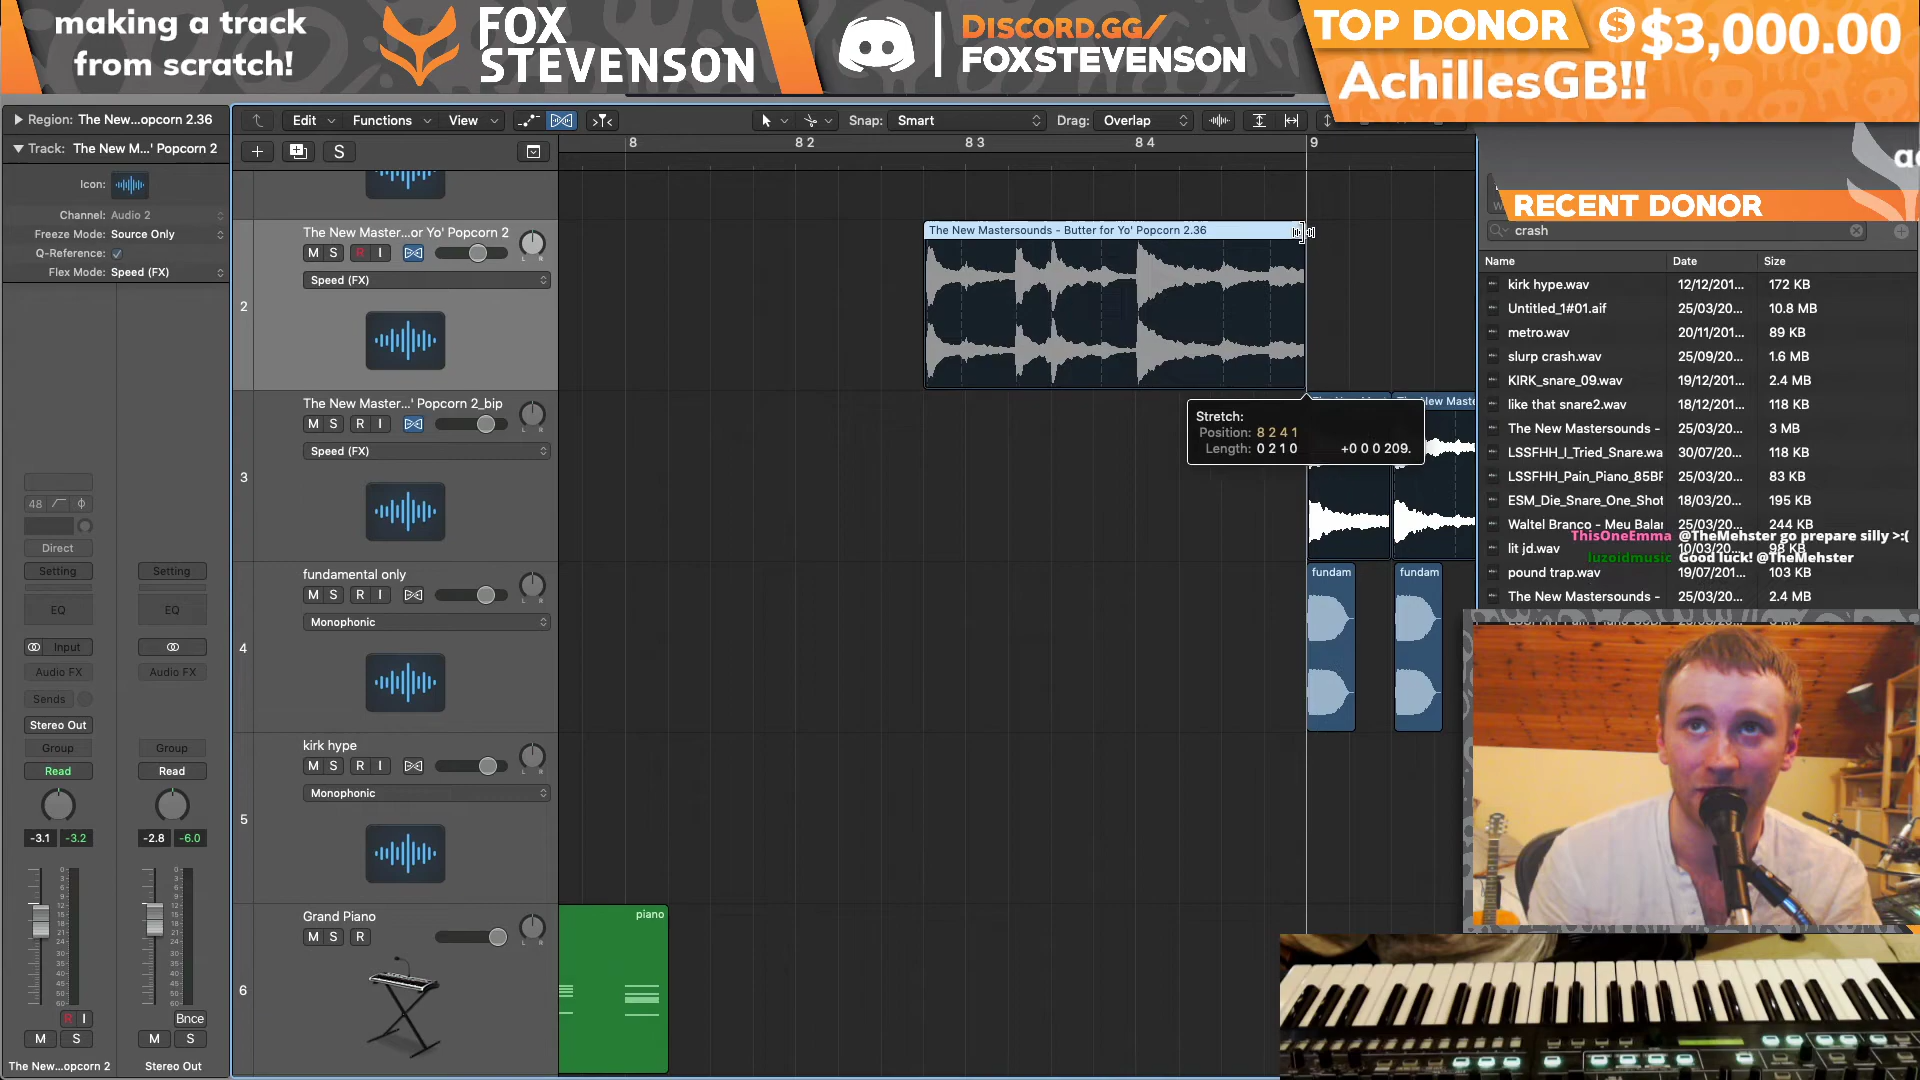 making a track
from scratch!
FOX
STEVENSON
DISCORD.GG/
FOXSTEVENSON
TOP DONOR
$3,000.00
AchillesGB!!
RECENT DONOR
Region: The New...opcorn 2.36
Track: The New M...' Popcorn 2
Icon:
Channel: Audio 2
Freeze Mode: Source Only
Q-Reference:
Flex Mode: Speed (FX)
48
Direct
Setting
Setting
EQ
EQ
Input
Audio FX
Audio FX
Sends
Stereo Out
Group
Group
Read
Read
-3.1 -3.2
-2.8 -6.0
R I
Bnce
M S
M S
The New...opcorn 2
Stereo Out
Edit Functions View
Snap: Smart
Drag: Overlap
S
8 8 2 8 3 8 4 9
2
The New Master...or Yo' Popcorn 2
M S R I
Speed (FX)
3
The New Master...' Popcorn 2_bip
M S R I
Speed (FX)
4
fundamental only
M S R I
Monophonic
5
kirk hype
M S R I
Monophonic
6
Grand Piano
M S R
The New Mastersounds - Butter for Yo' Popcorn 2.36
Stretch:
Position: 8 2 4 1
Length: 0 2 1 0 +0 0 0 209.
fundam
fundam
piano
crash
Name Date Size
kirk hype.wav 12/12/201... 172 KB
Untitled_1#01.aif 25/03/20... 10.8 MB
metro.wav 20/11/201... 89 KB
slurp crash.wav 25/09/20... 1.6 MB
KIRK_snare_09.wav 19/12/201... 2.4 MB
like that snare2.wav 18/12/201... 118 KB
The New Mastersounds - 25/03/20... 3 MB
LSSFHH_I_Tried_Snare.wa 30/07/20... 118 KB
LSSFHH_Pain_Piano_85BP 25/03/20... 83 KB
ESM_Die_Snare_One_Shot 18/03/20... 195 KB
Waltel Branco - Meu Balar 25/03/20... 244 KB
ThisOneEmma @TheMehster go prepare silly >:(
lit jd.wav 10/03/20... 98 KB
luzoidmusic Good luck! @TheMehster
pound trap.wav 19/07/201... 103 KB
The New Mastersounds - 25/03/20... 2.4 MB